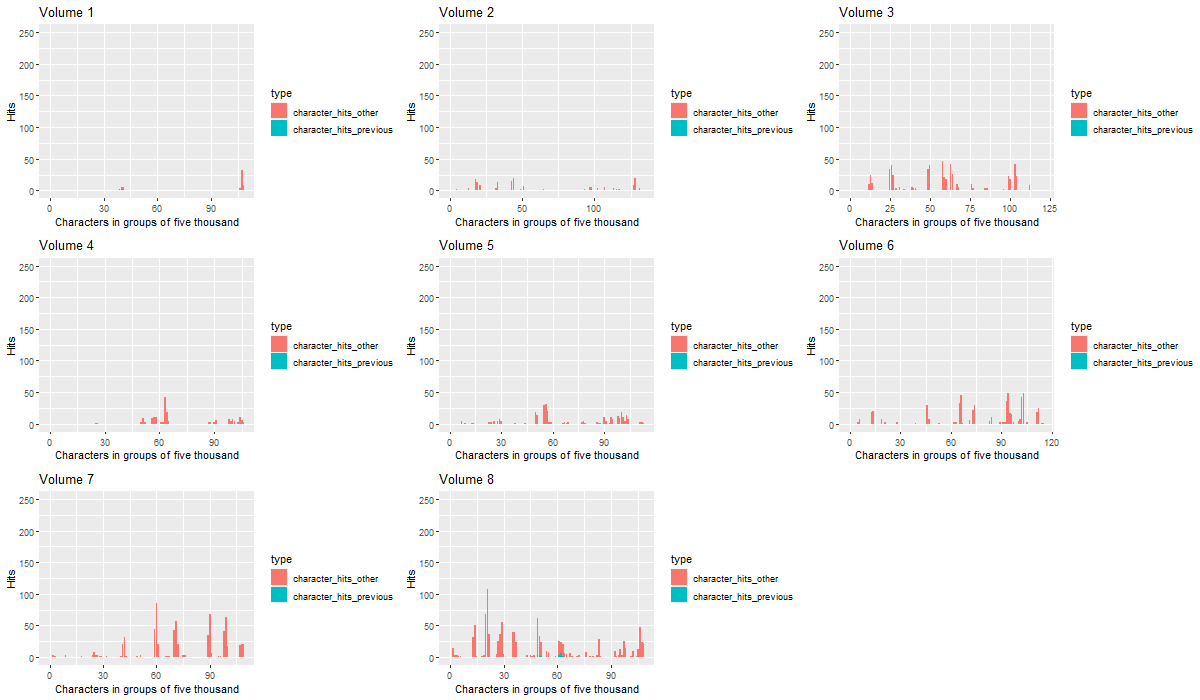 Volume 1
250
200
150
100
50
0
Hits
0 30 60 90
Characters in groups of five thousand
type
character_hits_other
character_hits_previous
Volume 2
250
200
150
100
50
0
Hits
0 50 100
Characters in groups of five thousand
type
character_hits_other
character_hits_previous
Volume 3
250
200
150
100
50
0
Hits
0 25 50 75 100 125
Characters in groups of five thousand
type
character_hits_other
character_hits_previous
Volume 4
250
200
150
100
50
0
Hits
0 30 60 90
Characters in groups of five thousand
type
character_hits_other
character_hits_previous
Volume 5
250
200
150
100
50
0
Hits
0 30 60 90
Characters in groups of five thousand
type
character_hits_other
character_hits_previous
Volume 6
250
200
150
100
50
0
Hits
0 30 60 90 120
Characters in groups of five thousand
type
character_hits_other
character_hits_previous
Volume 7
250
200
150
100
50
0
Hits
0 30 60 90
Characters in groups of five thousand
type
character_hits_other
character_hits_previous
Volume 8
250
200
150
100
50
0
Hits
0 30 60 90
Characters in groups of five thousand
type
character_hits_other
character_hits_previous